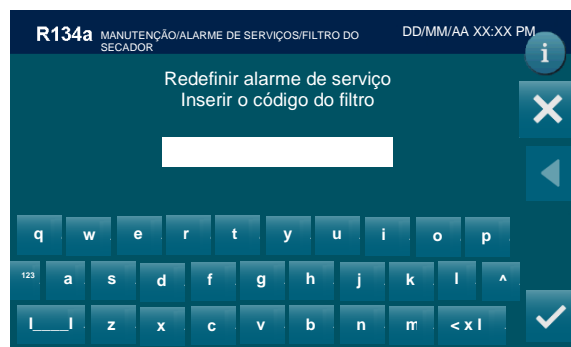 R134a MANUTENÇÃO/ALARME DE SERVIÇOS/FILTRO DO SECADOR
DD/MM/AA XX:XX PM
i
Redefinir alarme de serviço
Inserir o código do filtro
q w e r t y u i o p
123 a s d f g h j k l ^
l___l z x c v b n m < x l